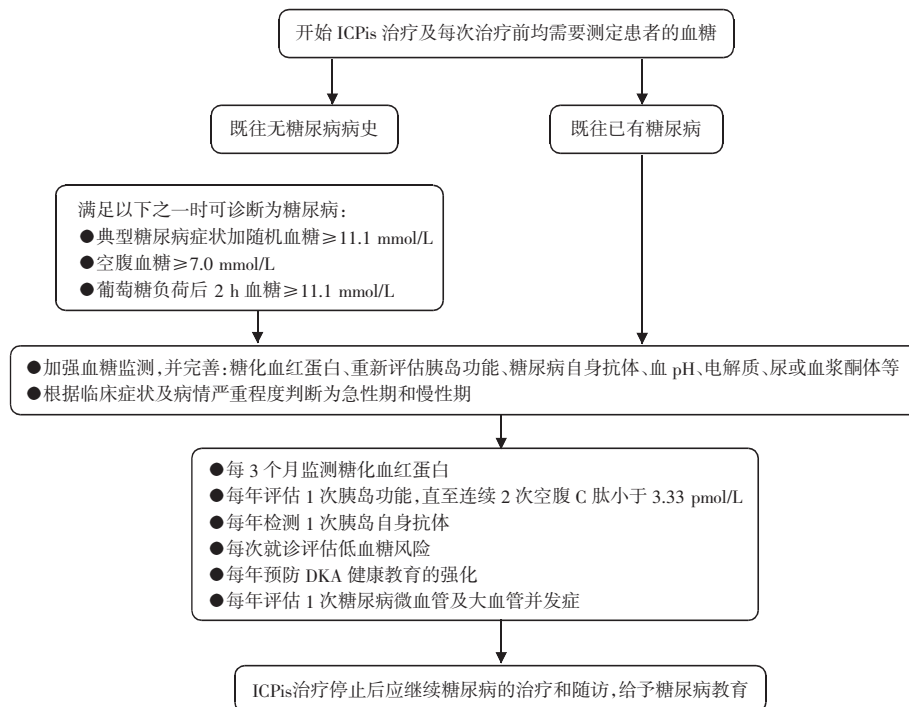 开始 ICPis 治疗及每次治疗前均需要测定患者的血糖
既往无糖尿病病史
既往已有糖尿病
满足以下之一时可诊断为糖尿病:
●典型糖尿病症状加随机血糖≥11.1 mmol/L
●空腹血糖≥7.0 mmol/L
●葡萄糖负荷后 2 h 血糖≥11.1 mmol/L
●加强血糖监测,并完善:糖化血红蛋白、重新评估胰岛功能、糖尿病自身抗体、血 pH、电解质、尿或血浆酮体等
●根据临床症状及病情严重程度判断为急性期和慢性期
●每 3 个月监测糖化血红蛋白
●每年评估 1 次胰岛功能,直至连续 2 次空腹 C 肽小于 3.33 pmol/L
●每年检测 1 次胰岛自身抗体
●每次就诊评估低血糖风险
●每年预防 DKA 健康教育的强化
●每年评估 1 次糖尿病微血管及大血管并发症
ICPis治疗停止后应继续糖尿病的治疗和随访,给予糖尿病教育